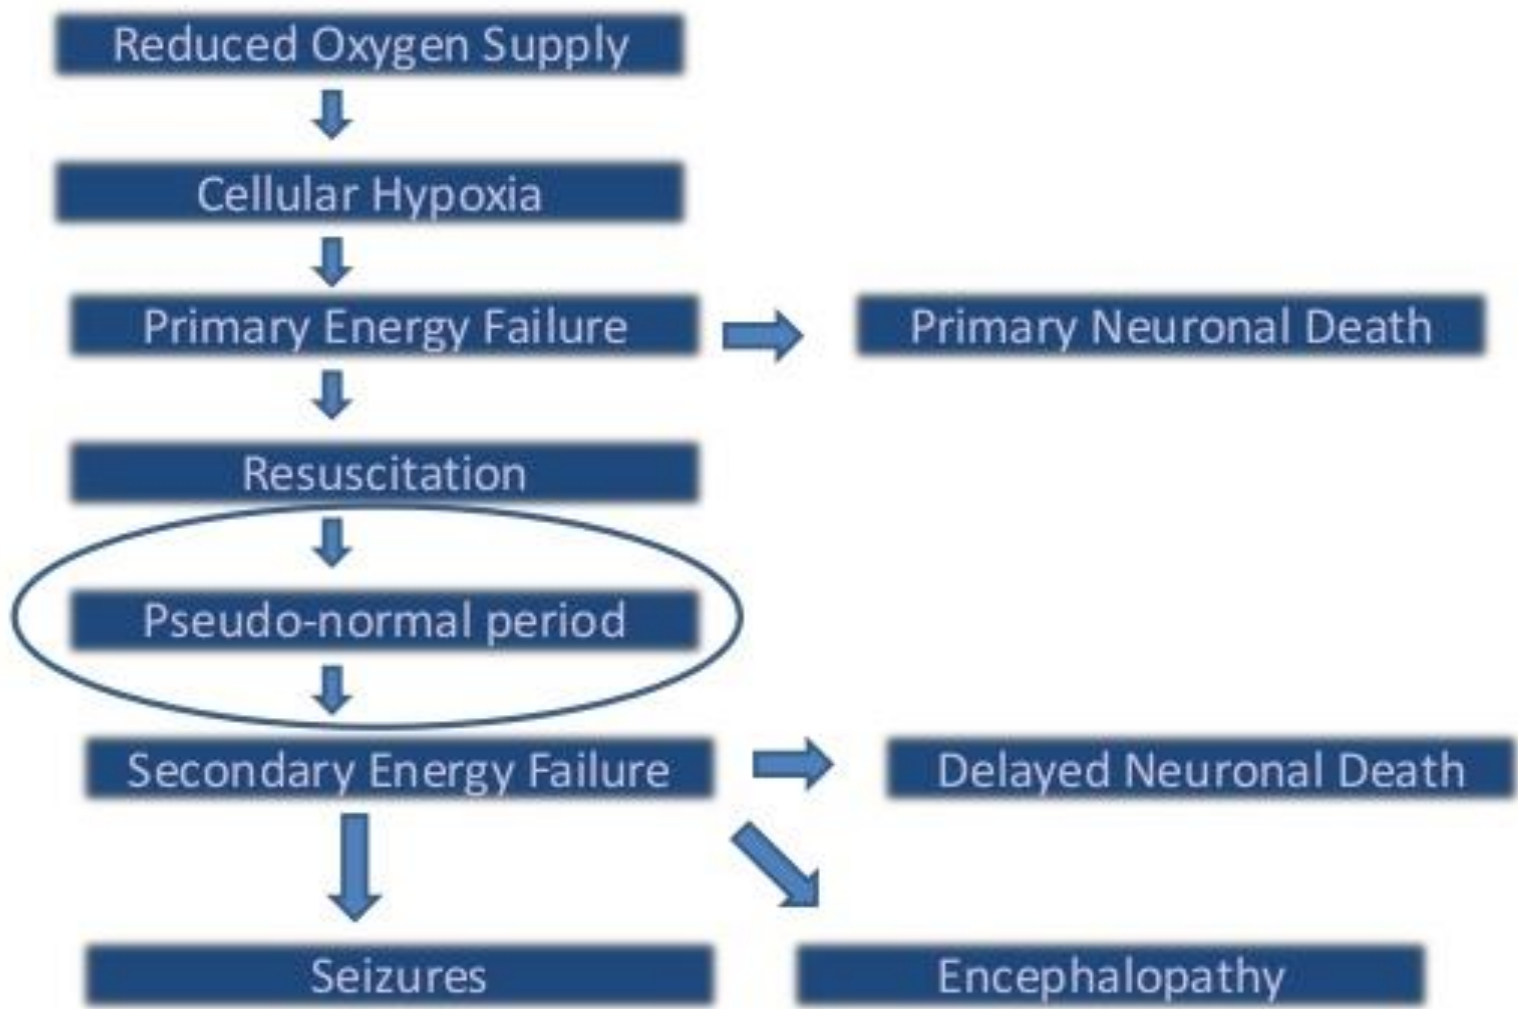 Reduced Oxygen Supply
Cellular Hypoxia
Primary Energy Failure
Primary Neuronal Death
Resuscitation
Pseudo-normal period
Secondary Energy Failure
Delayed Neuronal Death
Seizures
Encephalopathy